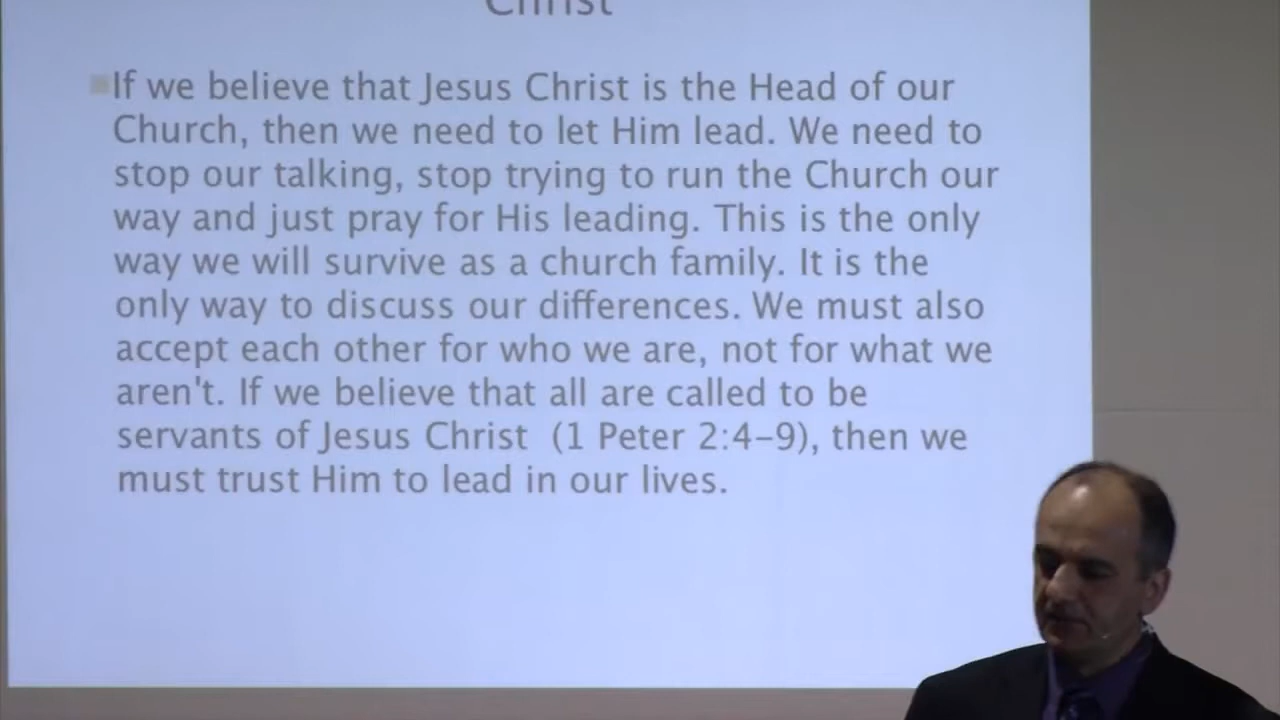 Christ
If we believe that Jesus Christ is the Head of our
Church, then we need to let Him lead. We need to
stop our talking, stop trying to run the Church our
way and just pray for His leading. This is the only
way we will survive as a church family. It is the
only way to discuss our differences. We must also
accept each other for who we are, not for what we
aren't. If we believe that all are called to be
servants of Jesus Christ (1 Peter 2:4-9), then we
must trust Him to lead in our lives.